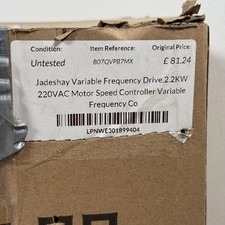 Condition: Item Reference: Original Price:
Untested B07QVPB7MX £ 81.24
Jadeshay Variable Frequency Drive,2.2KW
220VAC Motor Speed Controller Variable
Frequency Co
LPNWE301899404